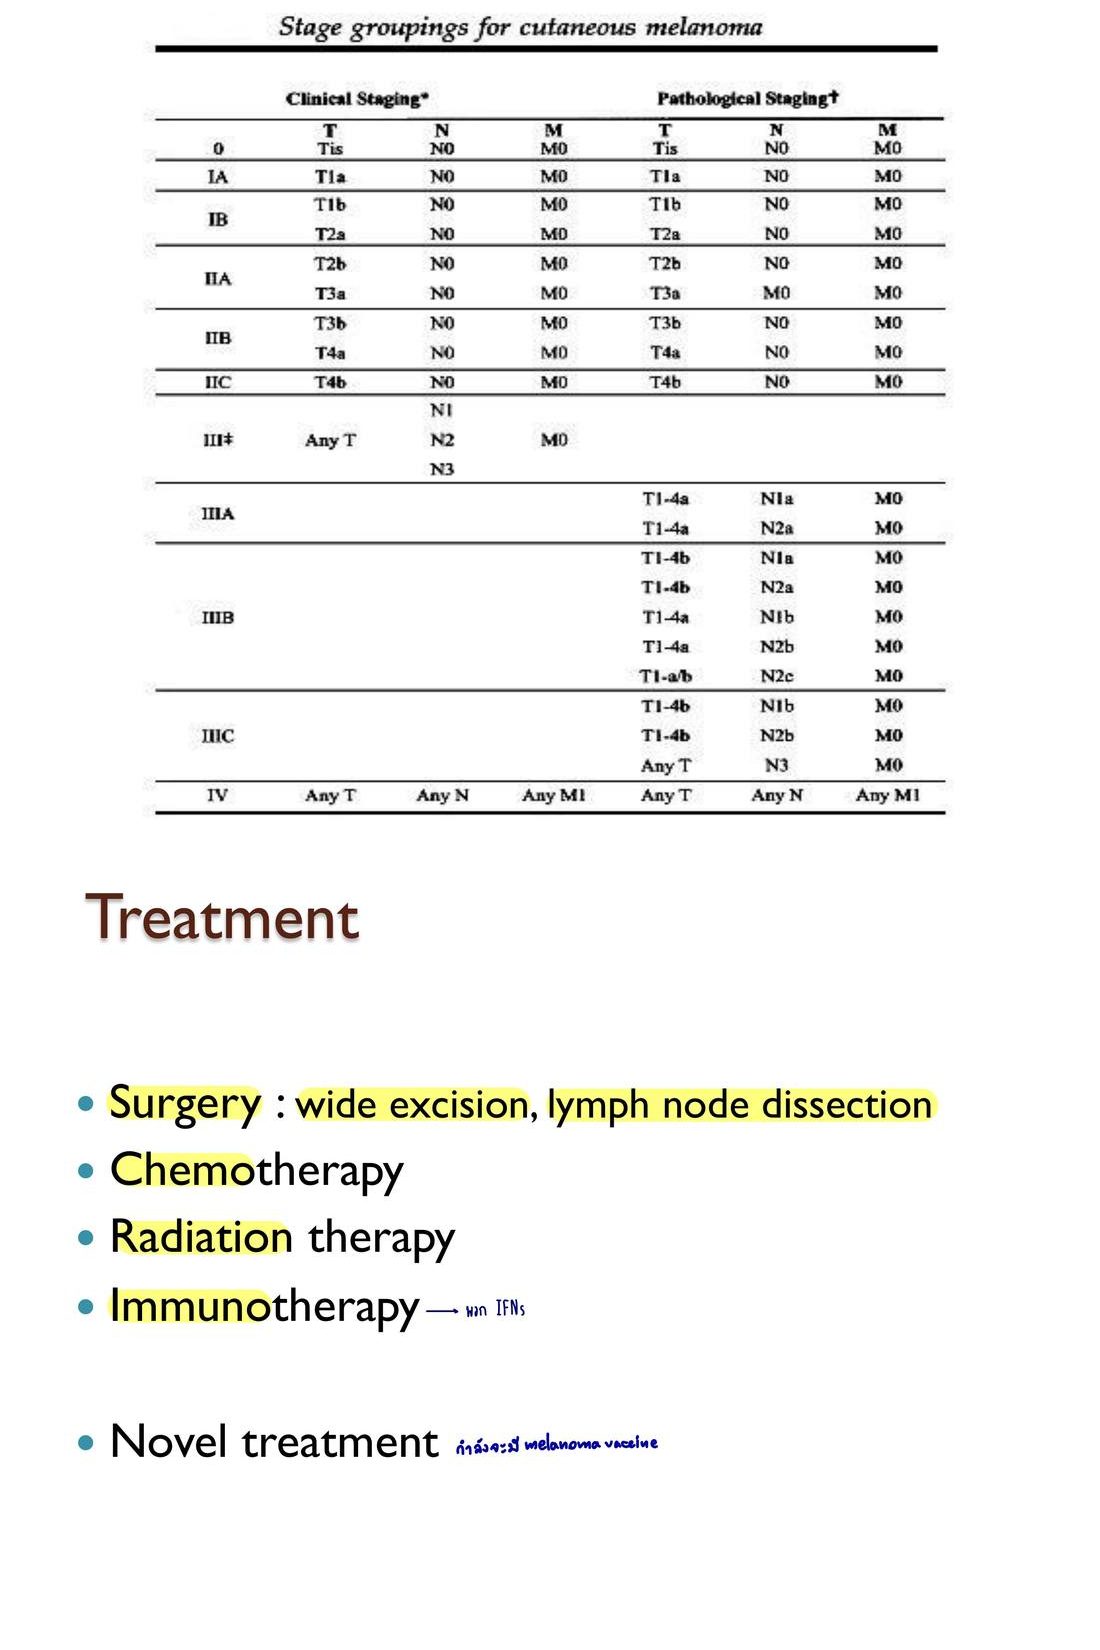 Stage groupings for cutaneous melanoma
Clinical Staging* Pathological Staging†
T N M T N M
0 Tis N0 M0 Tis N0 M0
IA T1a N0 M0 T1a N0 M0
IB T1b N0 M0 T1b N0 M0
T2a N0 M0 T2a N0 M0
IIA T2b N0 M0 T2b N0 M0
T3a N0 M0 T3a M0 M0
IIB T3b N0 M0 T3b N0 M0
T4a N0 M0 T4a N0 M0
IIC T4b N0 M0 T4b N0 M0
N1
III‡ Any T N2 M0
N3
IIIA T1-4a N1a M0
T1-4a N2a M0
T1-4b N1a M0
T1-4b N2a M0
IIIB T1-4a N1b M0
T1-4a N2b M0
T1-a/b N2c M0
T1-4b N1b M0
IIIC T1-4b N2b M0
Any T N3 M0
IV Any T Any N Any M1 Any T Any N Any M1
Treatment
• Surgery : wide excision, lymph node dissection
• Chemotherapy
• Radiation therapy
• Immunotherapy → พวก IFNs
• Novel treatment กำลังจะมี melanoma vaccine